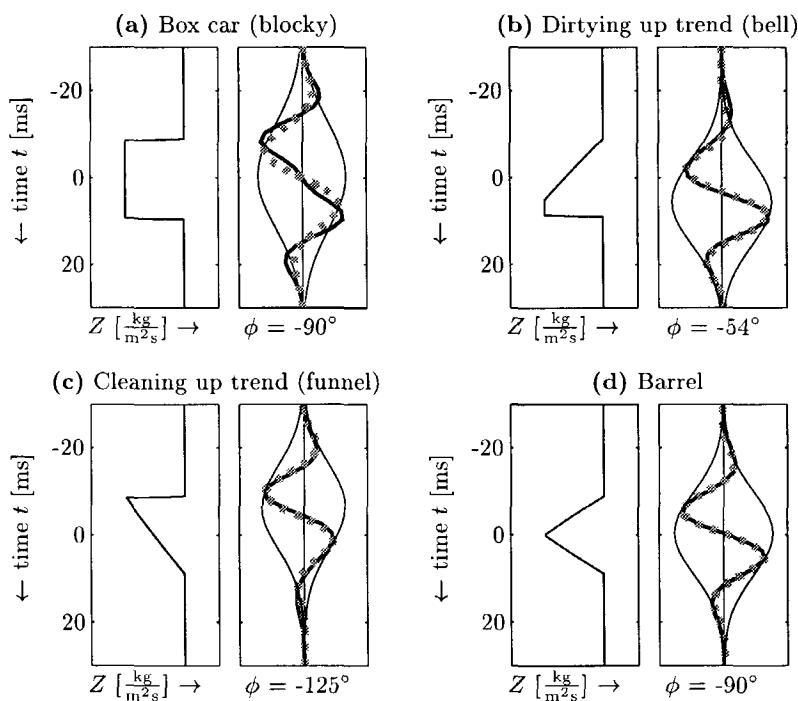 (a) Box car (blocky)
(b) Dirtying up trend (bell)
-20
0
20
← time t [ms]
-20
0
20
← time t [ms]
Z [kg/m²s] →
ϕ = -90°
Z [kg/m²s] →
ϕ = -54°
(c) Cleaning up trend (funnel)
(d) Barrel
-20
0
20
← time t [ms]
-20
0
20
← time t [ms]
Z [kg/m²s] →
ϕ = -125°
Z [kg/m²s] →
ϕ = -90°